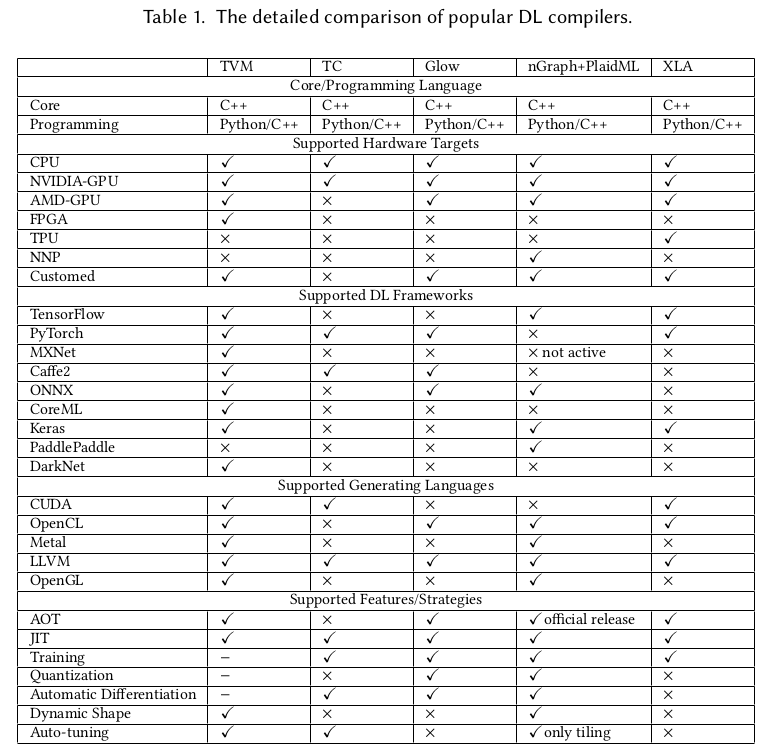 Table 1. The detailed comparison of popular DL compilers.
TVM TC Glow nGraph+PlaidML XLA
Core/Programming Language
Core C++ C++ C++ C++ C++
Programming Python/C++ Python/C++ Python/C++ Python/C++ Python/C++
Supported Hardware Targets
CPU ✓ ✓ ✓ ✓ ✓
NVIDIA-GPU ✓ ✓ ✓ ✓ ✓
AMD-GPU ✓ × ✓ ✓ ✓
FPGA ✓ × × × ×
TPU × × × × ✓
NNP × × × ✓ ×
Customed ✓ × ✓ ✓ ✓
Supported DL Frameworks
TensorFlow ✓ × × ✓ ✓
PyTorch ✓ ✓ ✓ × ✓
MXNet ✓ × × × not active ×
Caffe2 ✓ ✓ ✓ × ×
ONNX ✓ × ✓ ✓ ×
CoreML ✓ × × × ×
Keras ✓ × × ✓ ✓
PaddlePaddle × × × ✓ ×
DarkNet ✓ × × × ×
Supported Generating Languages
CUDA ✓ ✓ × × ✓
OpenCL ✓ × ✓ ✓ ✓
Metal ✓ × × ✓ ×
LLVM ✓ ✓ ✓ ✓ ✓
OpenGL ✓ × × ✓ ×
Supported Features/Strategies
AOT ✓ × ✓ ✓ official release ✓
JIT ✓ ✓ ✓ ✓ ✓
Training – ✓ ✓ ✓ ✓
Quantization – × ✓ ✓ ×
Automatic Differentiation – ✓ ✓ ✓ ×
Dynamic Shape ✓ × × ✓ ×
Auto-tuning ✓ ✓ × ✓ only tiling ×